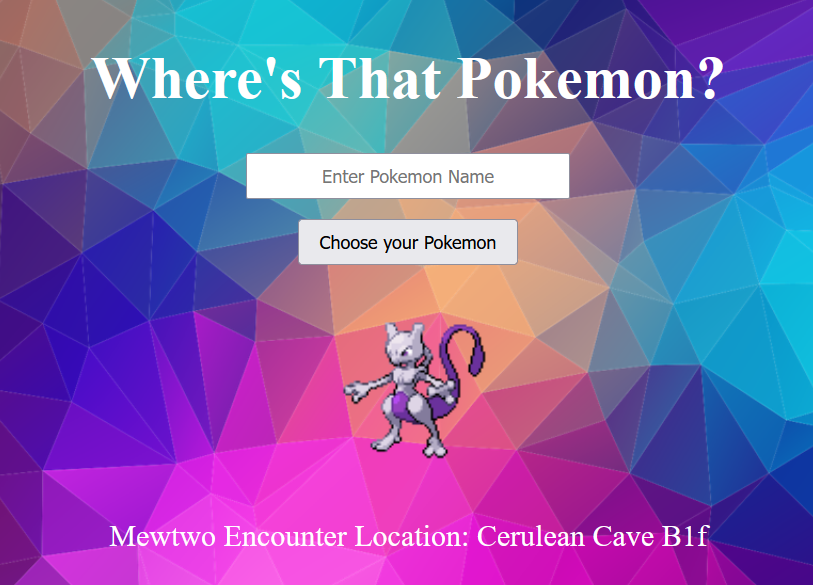 Where's That Pokemon?
Enter Pokemon Name
Choose your Pokemon
Mewtwo Encounter Location: Cerulean Cave B1f